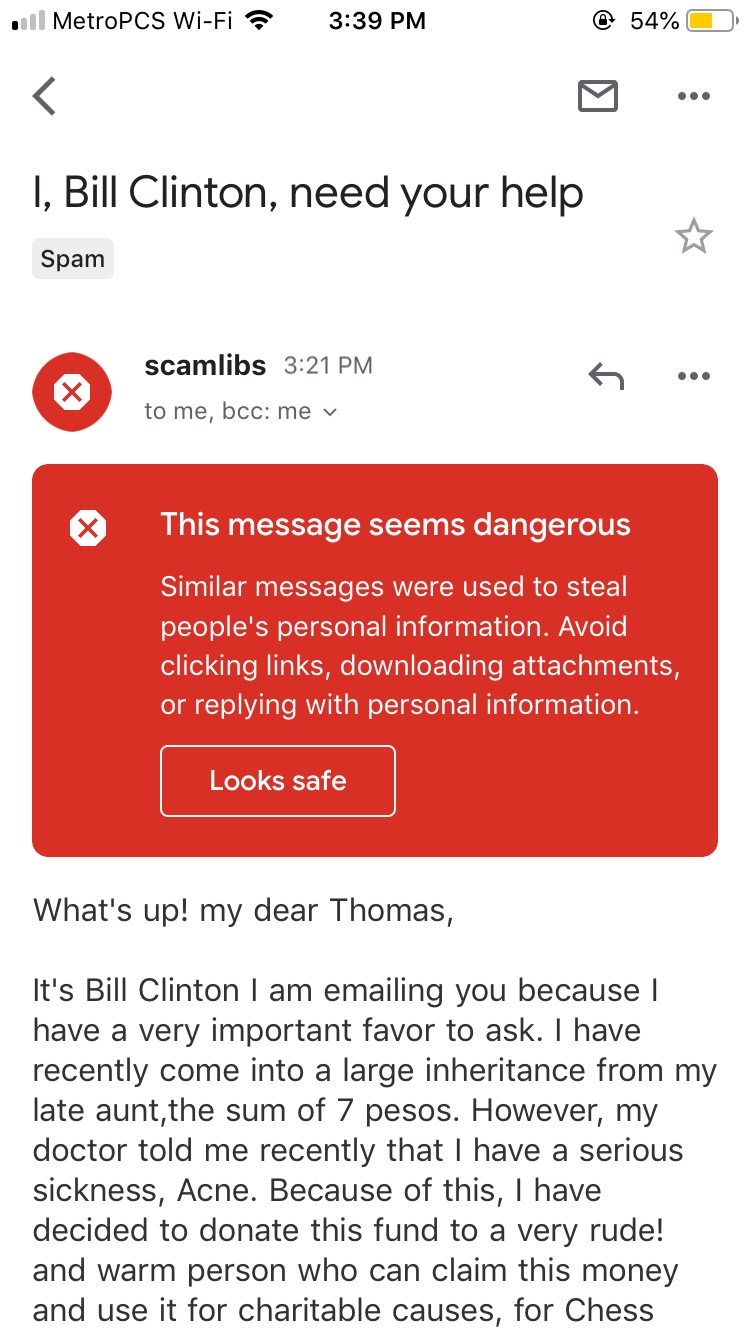 MetroPCS Wi-Fi 3:39 PM 54%
I, Bill Clinton, need your help
Spam
scamlibs 3:21 PM
to me, bcc: me
This message seems dangerous
Similar messages were used to steal
people's personal information. Avoid
clicking links, downloading attachments,
or replying with personal information.
Looks safe
What's up! my dear Thomas,
It's Bill Clinton I am emailing you because I
have a very important favor to ask. I have
recently come into a large inheritance from my
late aunt,the sum of 7 pesos. However, my
doctor told me recently that I have a serious
sickness, Acne. Because of this, I have
decided to donate this fund to a very rude!
and warm person who can claim this money
and use it for charitable causes, for Chess